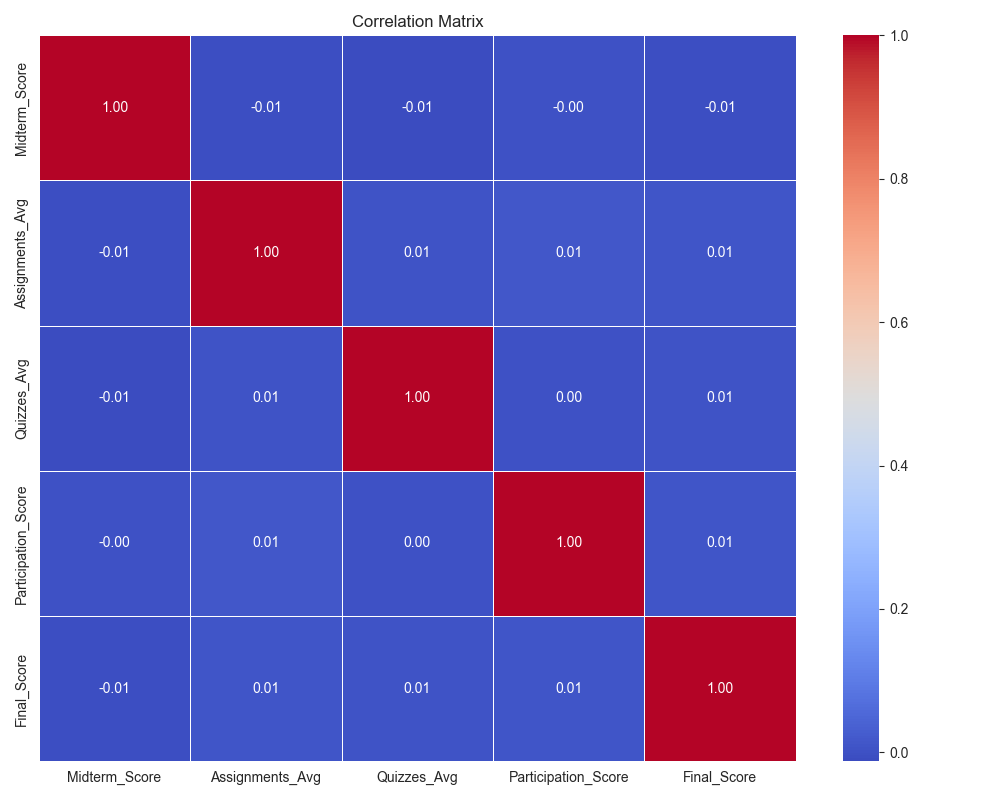 Correlation Matrix
Midterm_Score 1.00 -0.01 -0.01 -0.00 -0.01
Assignments_Avg -0.01 1.00 0.01 0.01 0.01
Quizzes_Avg -0.01 0.01 1.00 0.00 0.01
Participation_Score -0.00 0.01 0.00 1.00 0.01
Final_Score -0.01 0.01 0.01 0.01 1.00
Midterm_Score Assignments_Avg Quizzes_Avg Participation_Score Final_Score
1.0
0.8
0.6
0.4
0.2
0.0